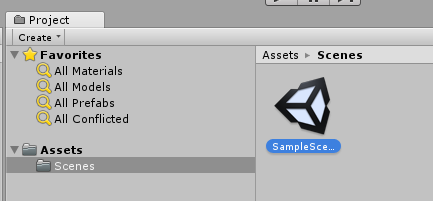 Project
Create
Favorites
All Materials
All Models
All Prefabs
All Conflicted
Assets
Scenes
Assets Scenes
SampleSce...